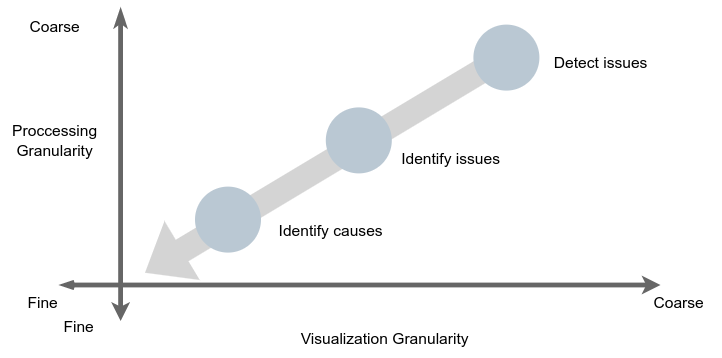 Coarse
Detect issues
Proccessing
Granularity
Identify issues
Identify causes
Fine
Coarse
Fine
Visualization Granularity